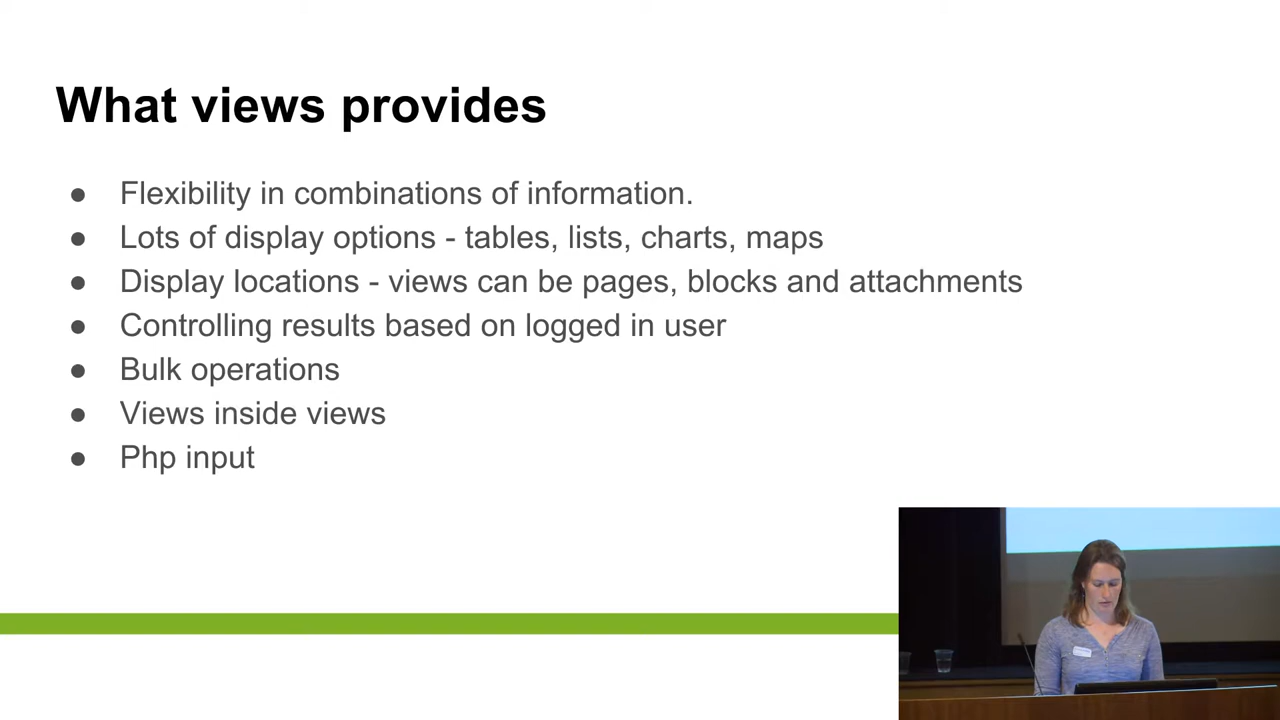 What views provides
● Flexibility in combinations of information.
● Lots of display options - tables, lists, charts, maps
● Display locations - views can be pages, blocks and attachments
● Controlling results based on logged in user
● Bulk operations
● Views inside views
● Php input